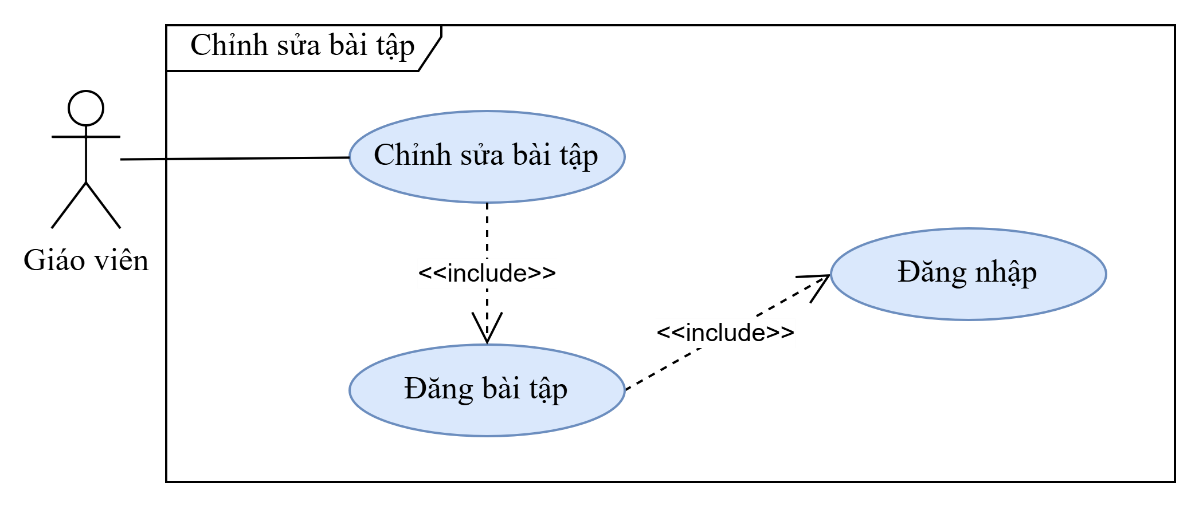 Chỉnh sửa bài tập
Chỉnh sửa bài tập
Giáo viên
<<include>>
Đăng nhập
<<include>>
Đăng bài tập